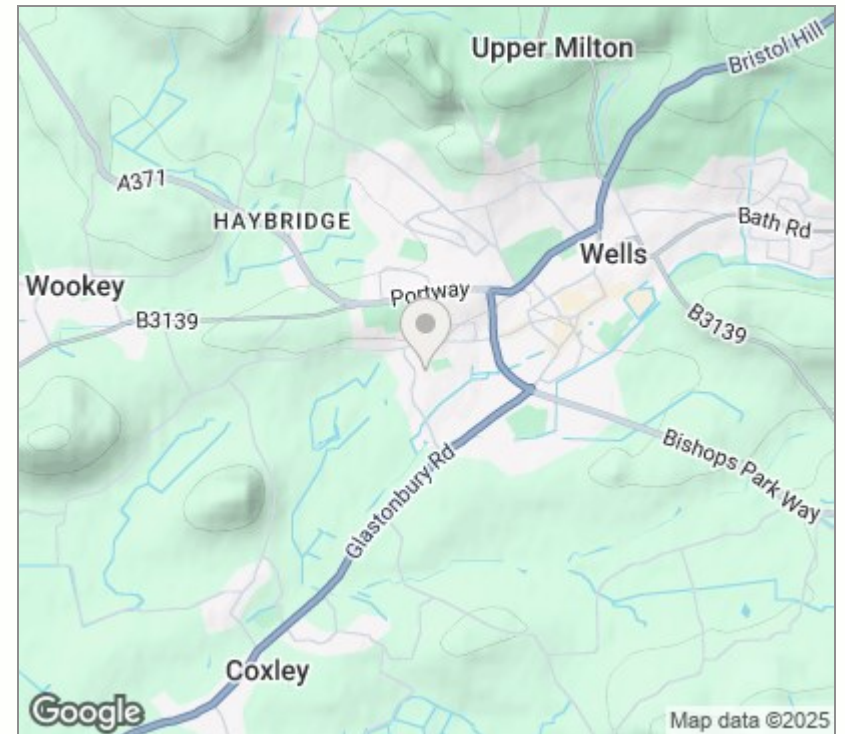 Upper Milton
Bristol Hill
A371
HAYBRIDGE
Bath Rd
Wells
Wookey
Portway
B3139
B3139
Bishops Park Way
Glastonbury Rd
Coxley
Google
Map data ©2025